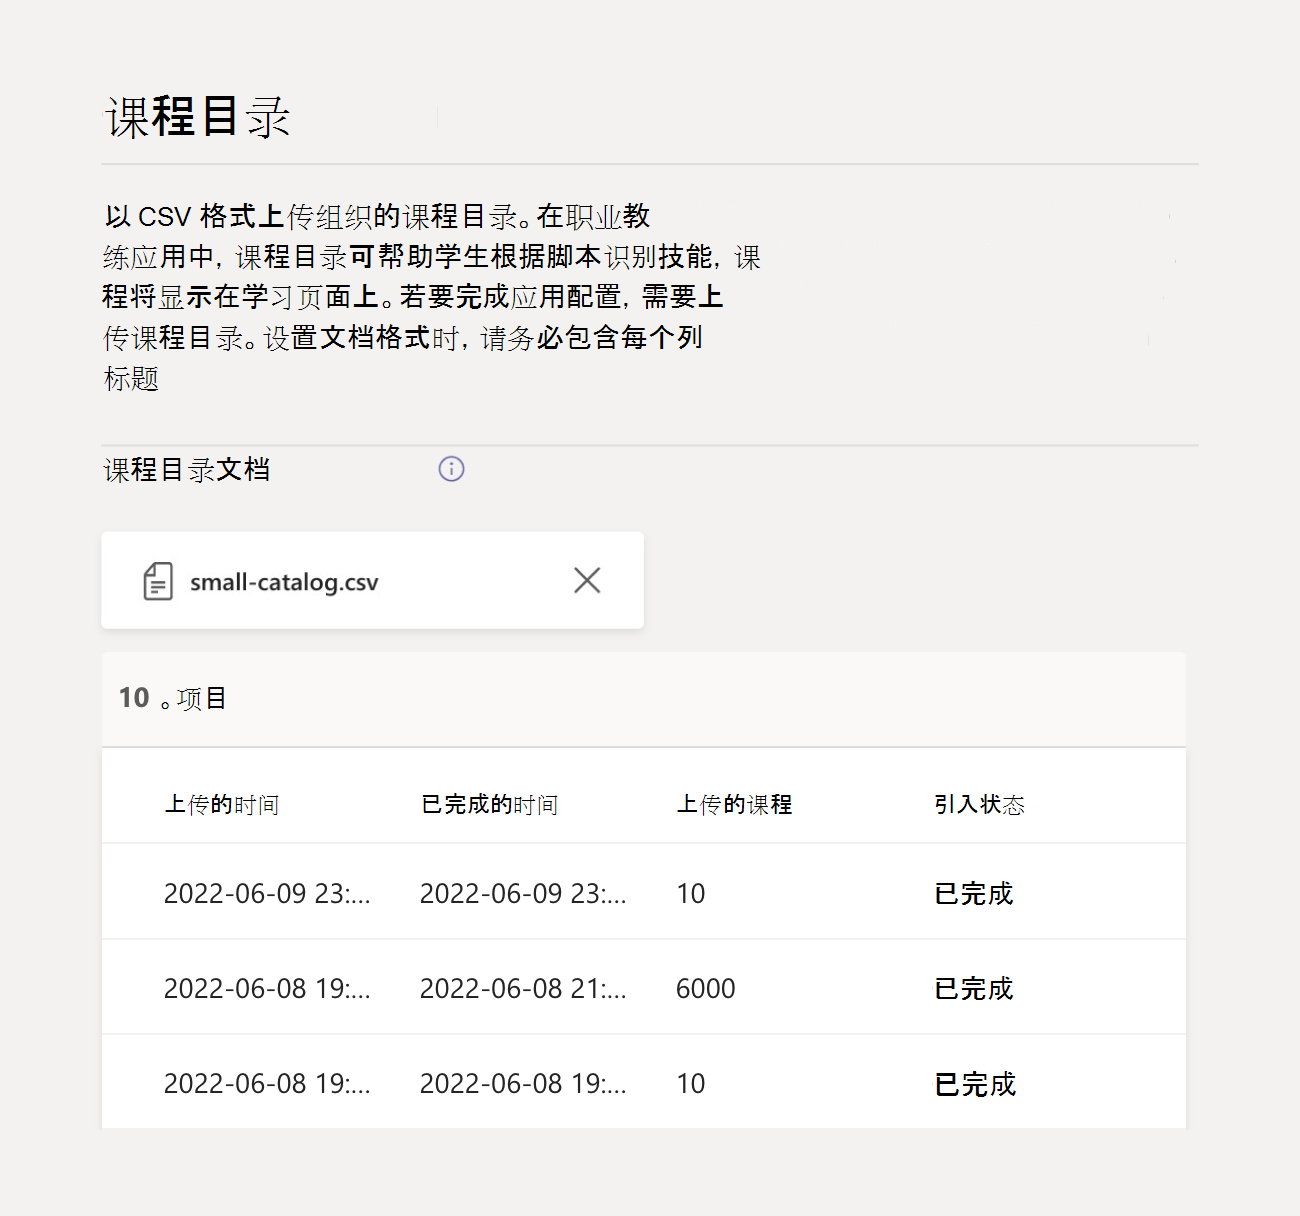 课程目录
以 CSV 格式上传组织的课程目录。在职业教
练应用中，课程目录可帮助学生根据脚本识别技能，课
程将显示在学习页面上。若要完成应用配置，需要上
传课程目录。设置文档格式时，请务必包含每个列
标题
课程目录文档
small-catalog.csv
10 。项目
上传的时间 已完成的时间 上传的课程 引入状态
2022-06-09 23:... 2022-06-09 23:... 10 已完成
2022-06-08 19:... 2022-06-08 21:... 6000 已完成
2022-06-08 19:... 2022-06-08 19:... 10 已完成